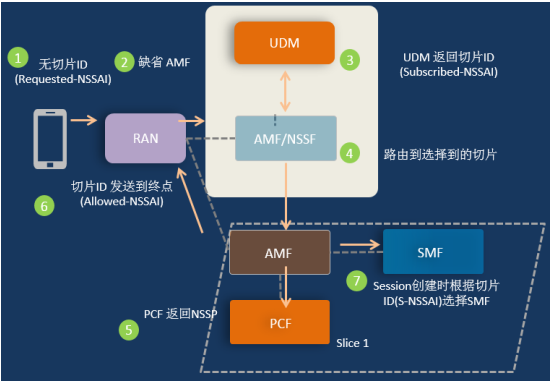 1
无切片ID
(Requested-NSSAI)
2
缺省 AMF
UDM
3
UDM 返回切片ID
(Subscribed-NSSAI)
RAN
AMF/NSSF
4
路由到选择到的切片
6
切片ID 发送到终点
(Allowed-NSSAI)
AMF
SMF
7
Session创建时根据切片
ID(S-NSSAI)选择SMF
5
PCF 返回NSSP
PCF
Slice 1